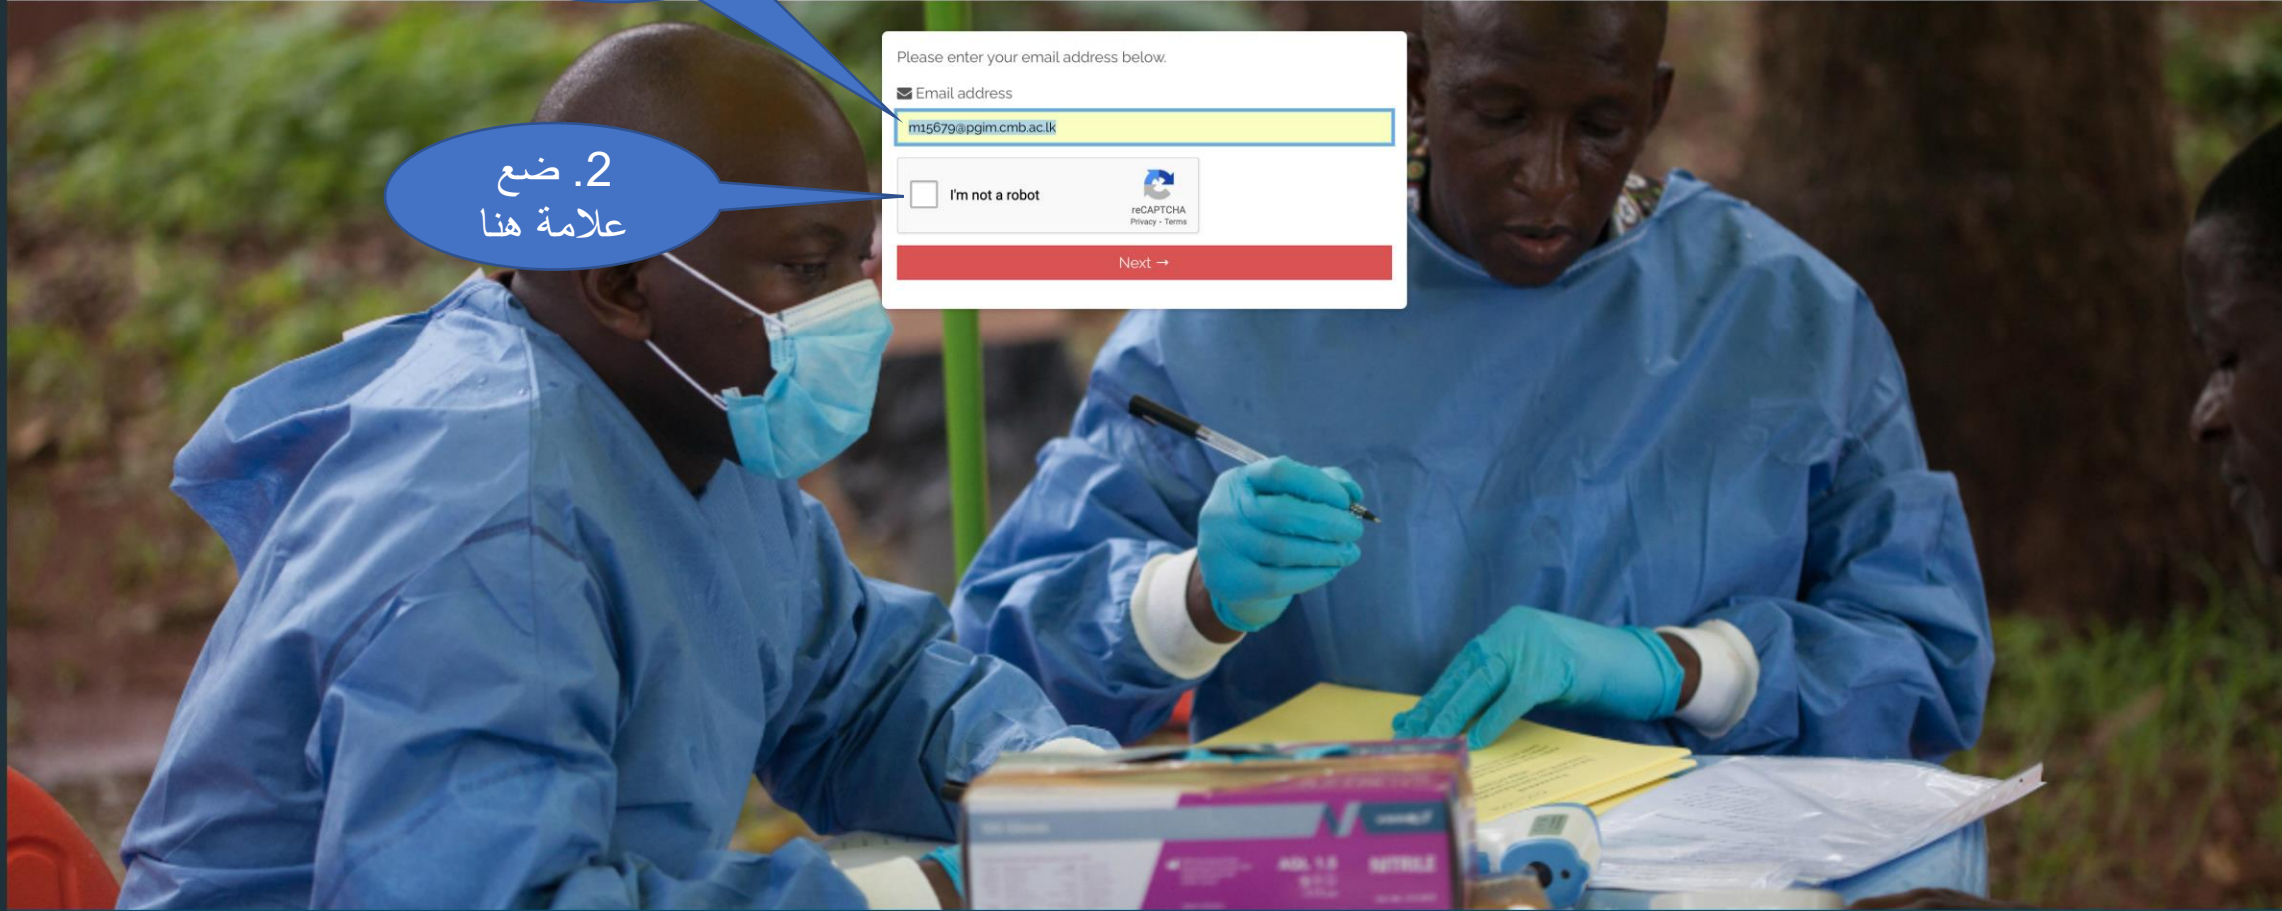 Please enter your email address below.
Email address
m15679@pgim.cmb.ac.lk
2. ضع
علامة هنا
I'm not a robot
reCAPTCHA
Privacy - Terms
Next →
NITRILE